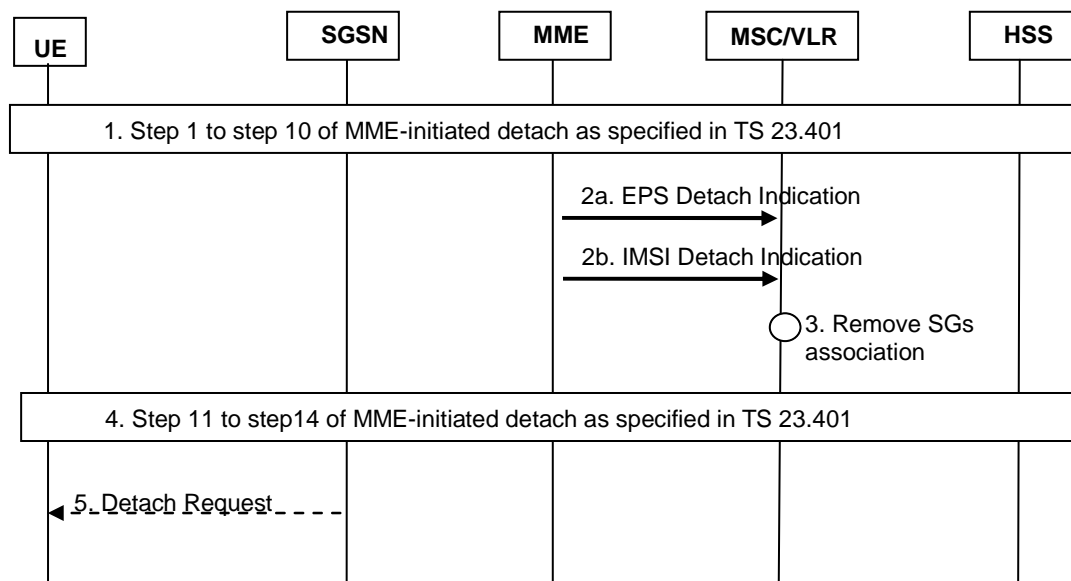 UE
SGSN
MME
MSC/VLR
HSS
1. Step 1 to step 10 of MME-initiated detach as specified in TS 23.401
2a. EPS Detach Indication
2b. IMSI Detach Indication
3. Remove SGs
association
4. Step 11 to step14 of MME-initiated detach as specified in TS 23.401
5. Detach Request